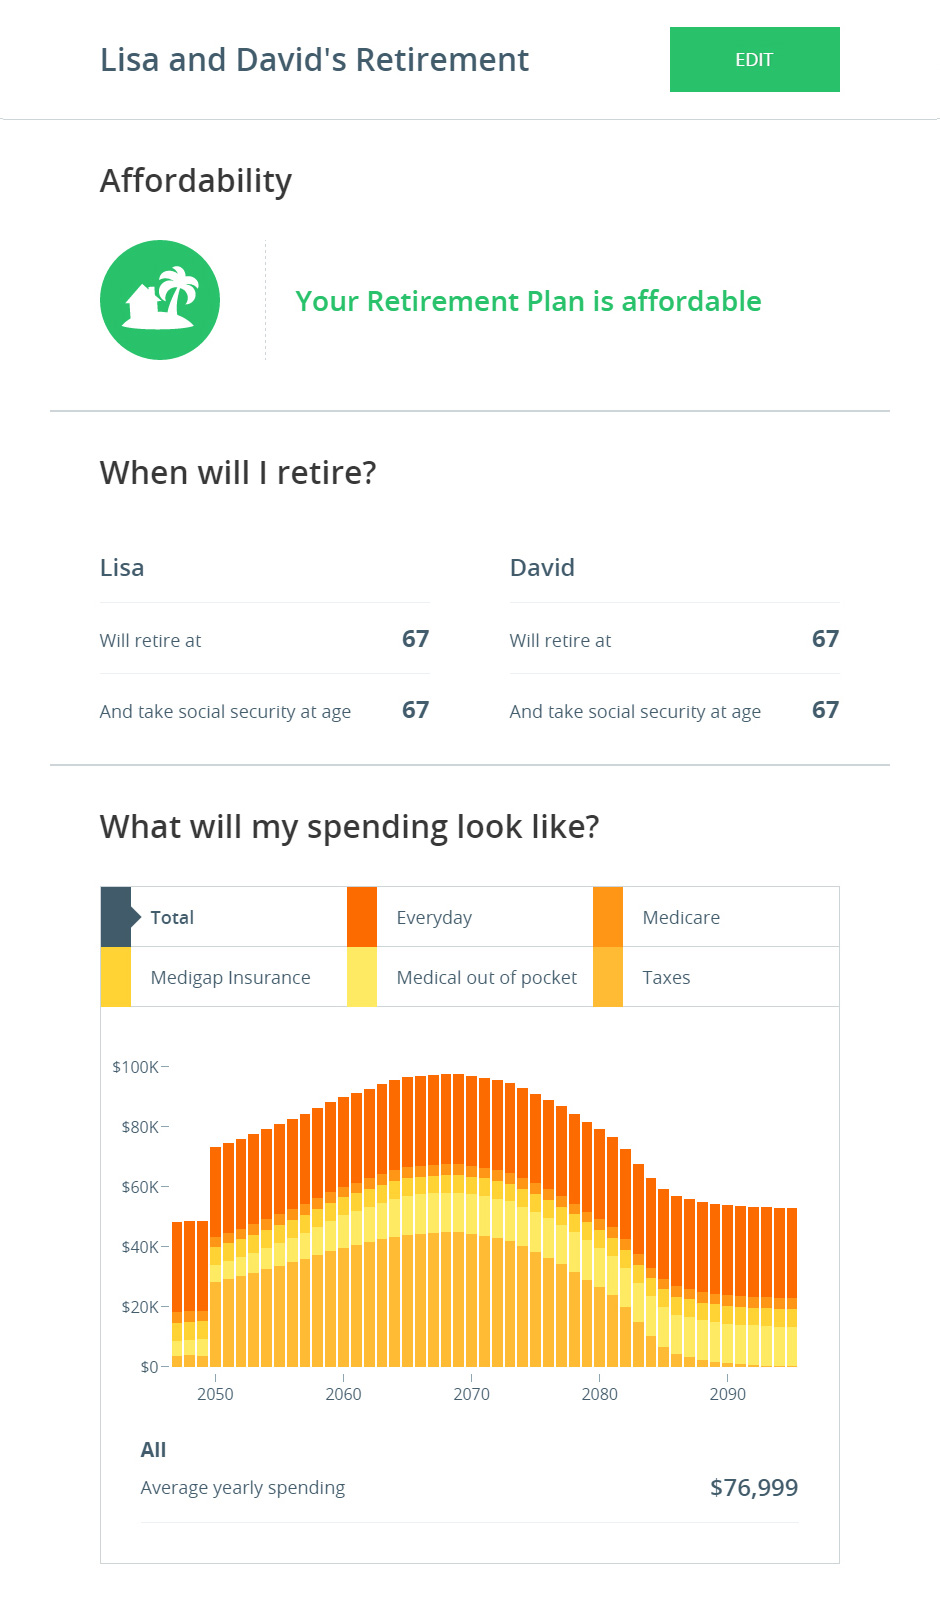 Lisa and David's Retirement
EDIT
Affordability
Your Retirement Plan is affordable
When will I retire?
Lisa
Will retire at 67
And take social security at age 67
David
Will retire at 67
And take social security at age 67
What will my spending look like?
Total
Everyday
Medicare
Medigap Insurance
Medical out of pocket
Taxes
$100K
$80K
$60K
$40K
$20K
$0
2050 2060 2070 2080 2090
All
Average yearly spending $76,999